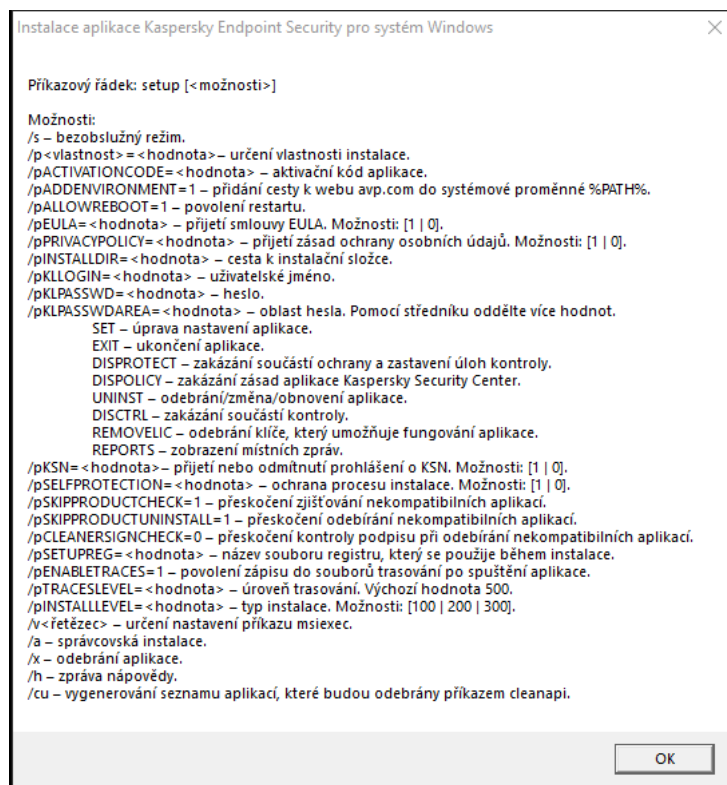 Instalace aplikace Kaspersky Endpoint Security pro systém Windows
Příkazový řádek: setup [<možnosti>]
Možnosti:
/s – bezobslužný režim.
/p<vlastnost>=<hodnota>– určení vlastnosti instalace.
/pACTIVATIONCODE=<hodnota> – aktivační kód aplikace.
/pADDENVIRONMENT=1 – přidání cesty k webu avp.com do systémové proměnné %PATH%.
/pALLOWREBOOT=1 – povolení restartu.
/pEULA=<hodnota> – přijetí smlouvy EULA. Možnosti: [1 | 0].
/pPRIVACYPOLICY=<hodnota> – přijetí zásad ochrany osobních údajů. Možnosti: [1 | 0].
/pINSTALLDIR=<hodnota> – cesta k instalační složce.
/pKLLOGIN=<hodnota> – uživatelské jméno.
/pKLPASSWD=<hodnota> – heslo.
/pKLPASSWDAREA=<hodnota> – oblast hesla. Pomocí středníku oddělte více hodnot.
SET – úprava nastavení aplikace.
EXIT – ukončení aplikace.
DISPROTECT – zakázání součástí ochrany a zastavení úloh kontroly.
DISPOLICY – zakázání zásad aplikace Kaspersky Security Center.
UNINST – odebrání/změna/obnovení aplikace.
DISCTRL – zakázání součástí kontroly.
REMOVELIC – odebrání klíče, který umožňuje fungování aplikace.
REPORTS – zobrazení místních zpráv.
/pKSN=<hodnota>– přijetí nebo odmítnutí prohlášení o KSN. Možnosti: [1 | 0].
/pSELFPROTECTION=<hodnota> – ochrana procesu instalace. Možnosti: [1 | 0].
/pSKIPPRODUCTCHECK=1 – přeskočení zjišťování nekompatibilních aplikací.
/pSKIPPRODUCTUNINSTALL=1 – přeskočení odebírání nekompatibilních aplikací.
/pCLEANERSIGNCHECK=0 – přeskočení kontroly podpisu při odebírání nekompatibilních aplikací.
/pSETUPREG=<hodnota> – název souboru registru, který se použije během instalace.
/pENABLETRACES=1 – povolení zápisu do souborů trasování po spuštění aplikace.
/pTRACESLEVEL=<hodnota> – úroveň trasování. Výchozí hodnota 500.
/pINSTALLLEVEL=<hodnota> – typ instalace. Možnosti: [100 | 200 | 300].
/v<řetězec> – určení nastavení příkazu msiexec.
/a – správcovská instalace.
/x – odebrání aplikace.
/h – zpráva nápovědy.
/cu – vygenerování seznamu aplikací, které budou odebrány příkazem cleanapi.
OK